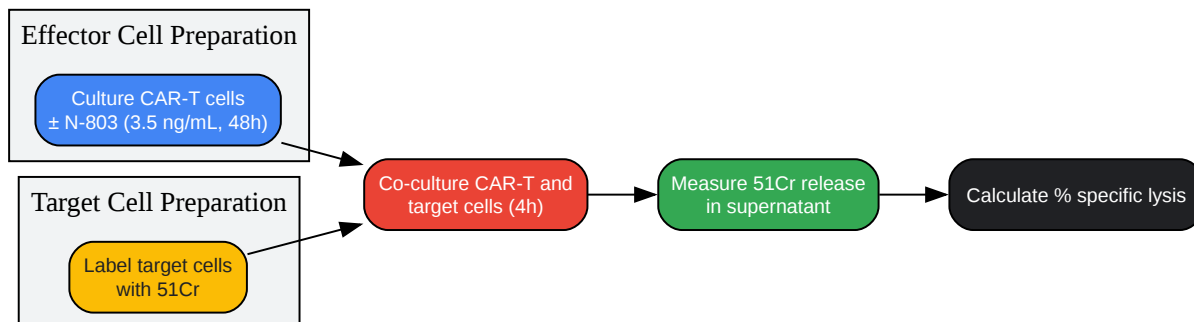 Effector Cell Preparation
Culture CAR-T cells
± N-803 (3.5 ng/mL, 48h)
Target Cell Preparation
Label target cells
with 51Cr
Co-culture CAR-T and
target cells (4h)
Measure 51Cr release
in supernatant
Calculate % specific lysis